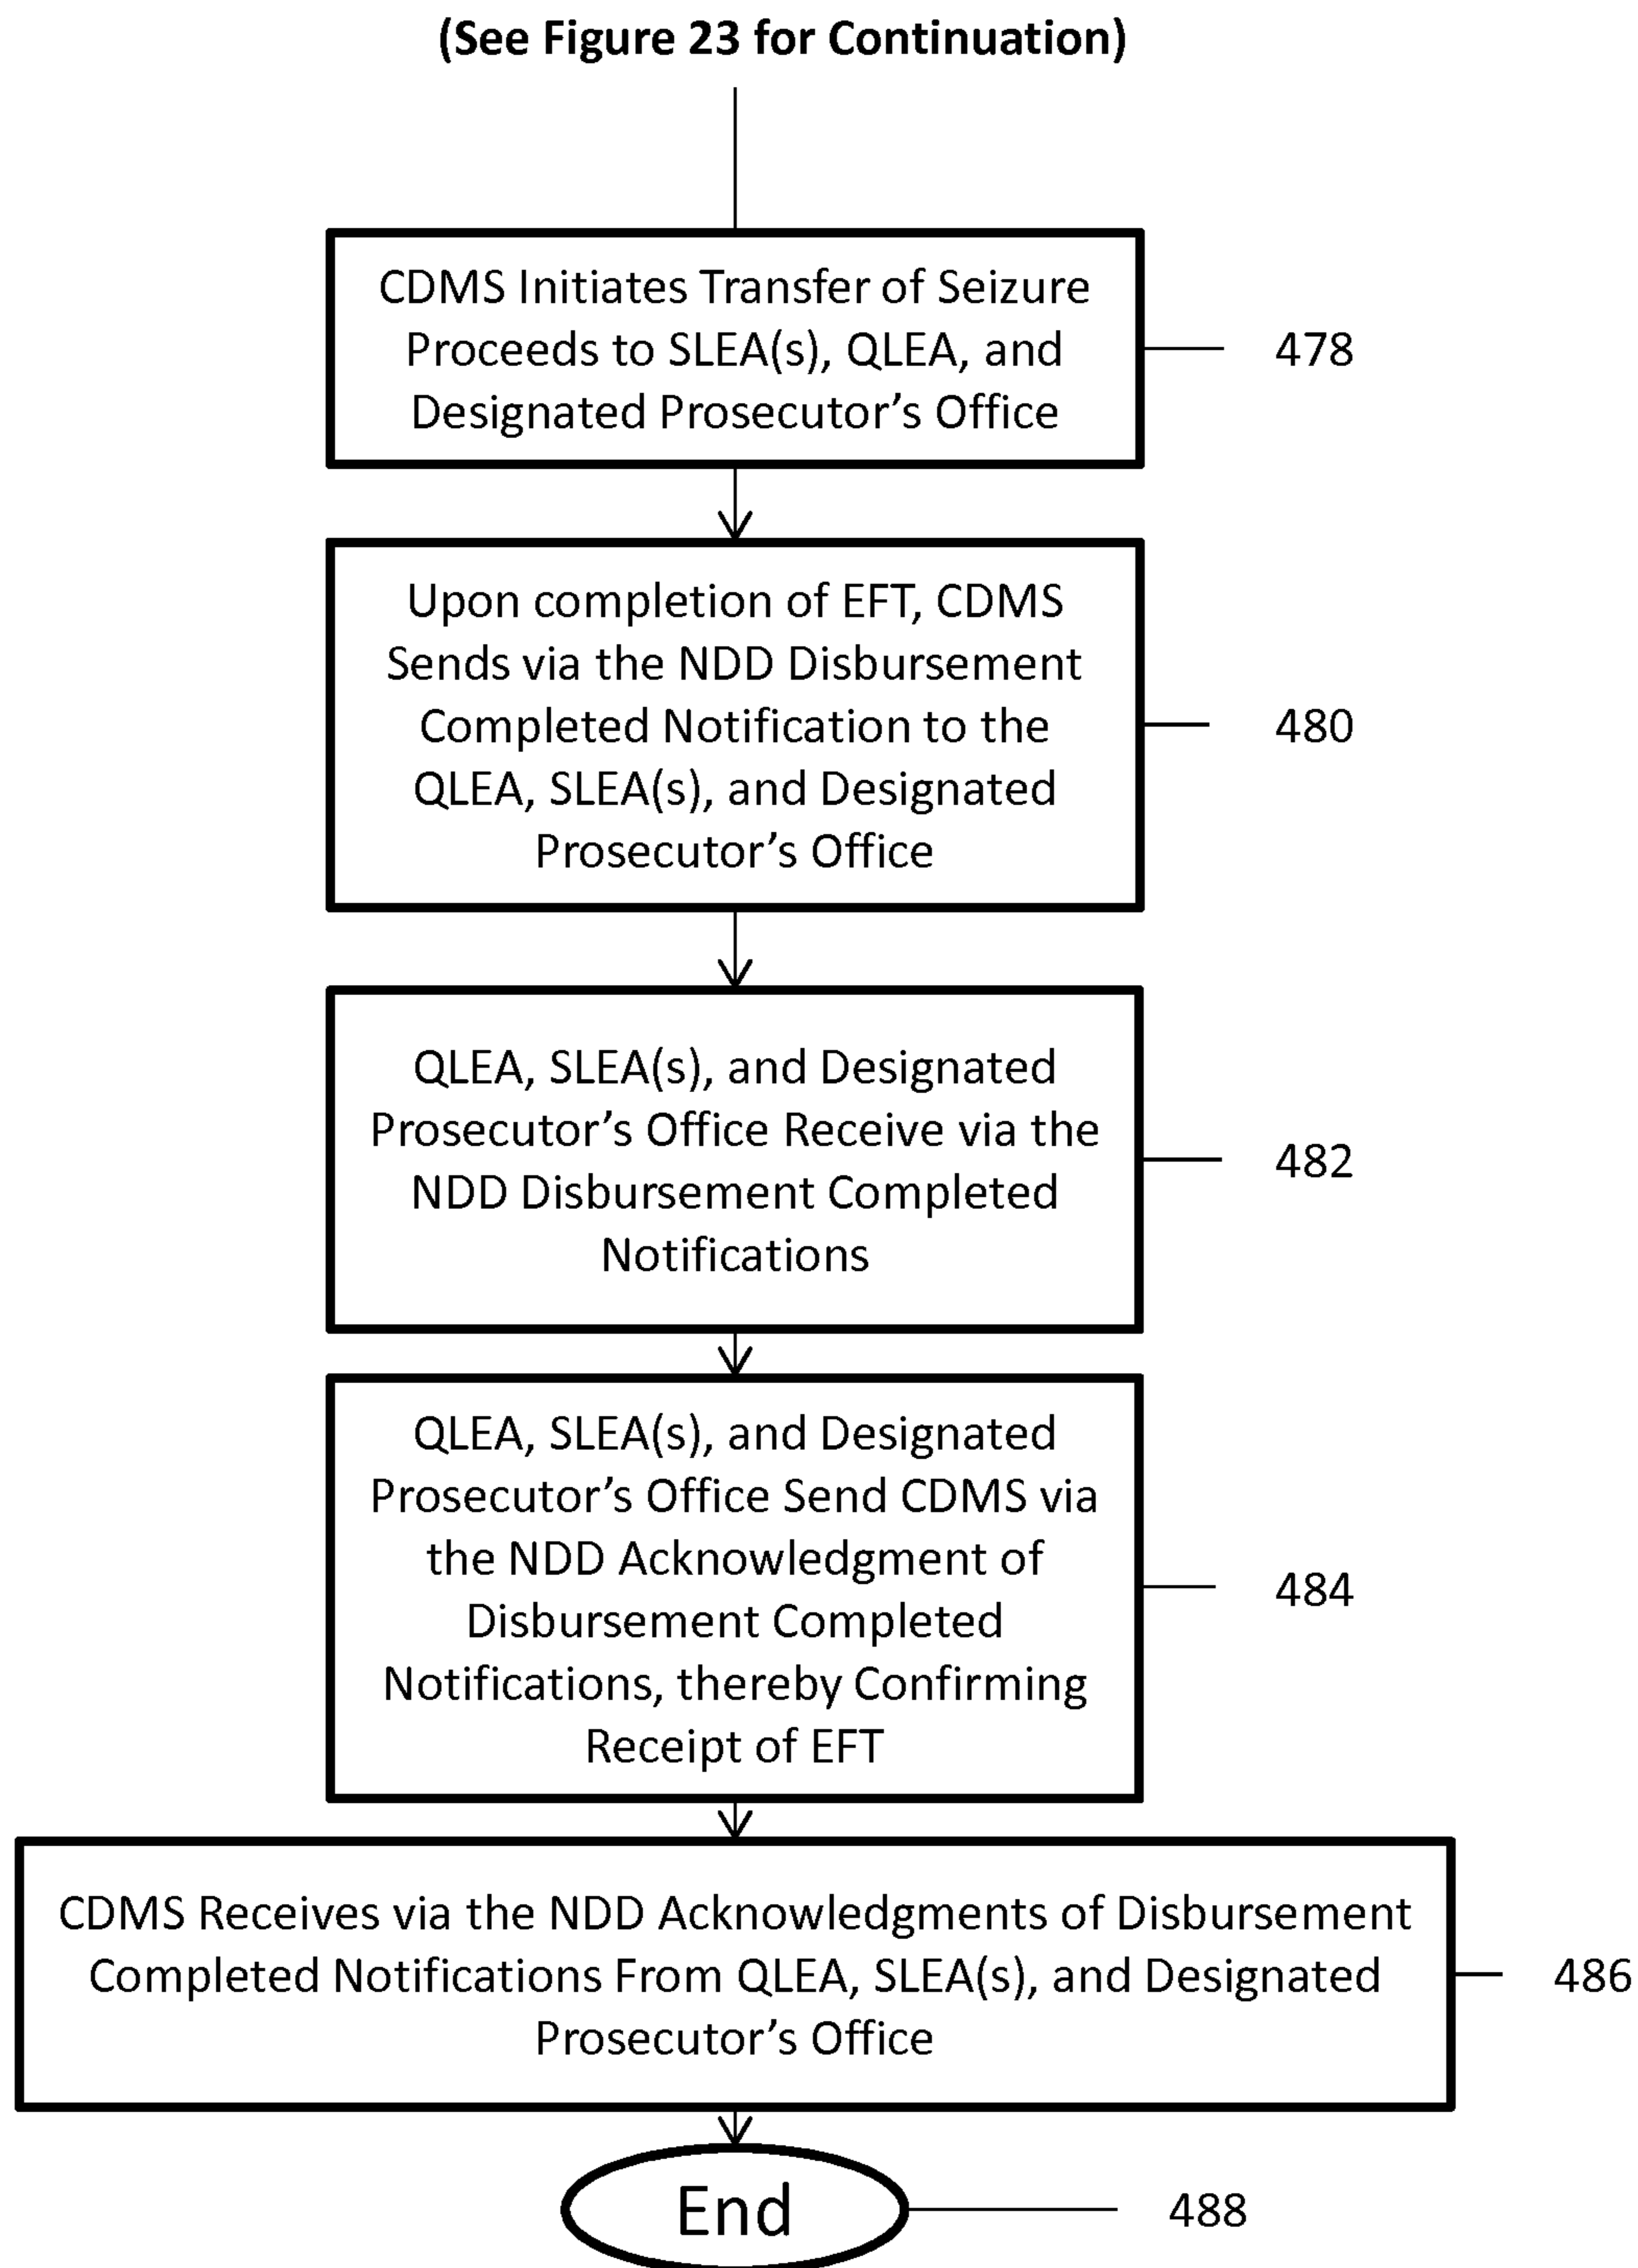 (See Figure 23 for Continuation)
CDMS Initiates Transfer of Seizure
Proceeds to SLEA(s), QLEA, and
Designated Prosecutor’s Office
478
Upon completion of EFT, CDMS
Sends via the NDD Disbursement
Completed Notification to the
QLEA, SLEA(s), and Designated
Prosecutor’s Office
480
QLEA, SLEA(s), and Designated
Prosecutor’s Office Receive via the
NDD Disbursement Completed
Notifications
482
QLEA, SLEA(s), and Designated
Prosecutor’s Office Send CDMS via
the NDD Acknowledgment of
Disbursement Completed
Notifications, thereby Confirming
Receipt of EFT
484
CDMS Receives via the NDD Acknowledgments of Disbursement
Completed Notifications From QLEA, SLEA(s), and Designated
Prosecutor’s Office
486
End
488